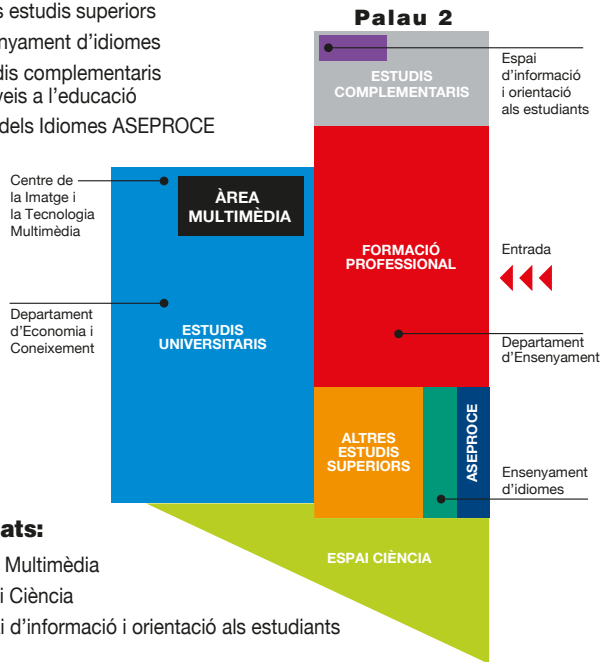 s estudis superiors
nyament d’idiomes
dis complementaris
veis a l’educació
dels Idiomes ASEPROCE
Palau 2
ESTUDIS
COMPLEMENTARIS
Espai
d’informació
i orientació
als estudiants
Centre de
la Imatge i
la Tecnologia
Multimèdia
ÀREA
MULTIMÈDIA
FORMACIÓ
PROFESSIONAL
Entrada
Departament
d’Economia i
Coneixement
ESTUDIS
UNIVERSITARIS
Departament
d’Ensenyament
ALTRES
ESTUDIS
SUPERIORS
ASEPROCE
Ensenyament
d’idiomes
ESPAI CIÈNCIA
ats:
Multimèdia
i Ciència
i d’informació i orientació als estudiants